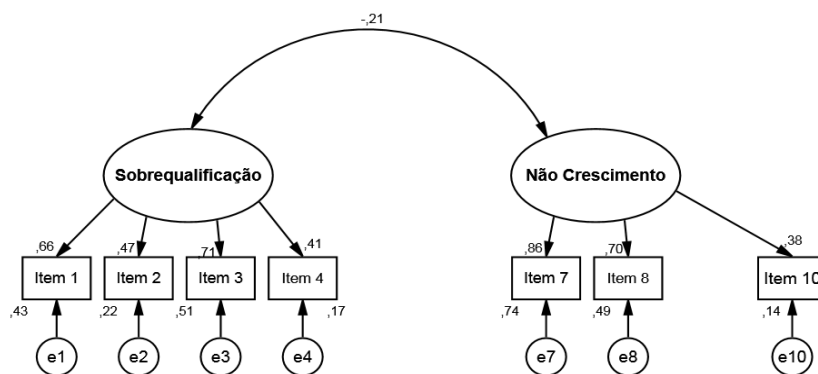 -,21
Sobrequalificação Não Crescimento
,66 ,47 ,71 ,41 ,86 ,70 ,38
Item 1 Item 2 Item 3 Item 4 Item 7 Item 8 Item 10
,43 ,22 ,51 ,17 ,74 ,49 ,14
e1 e2 e3 e4 e7 e8 e10